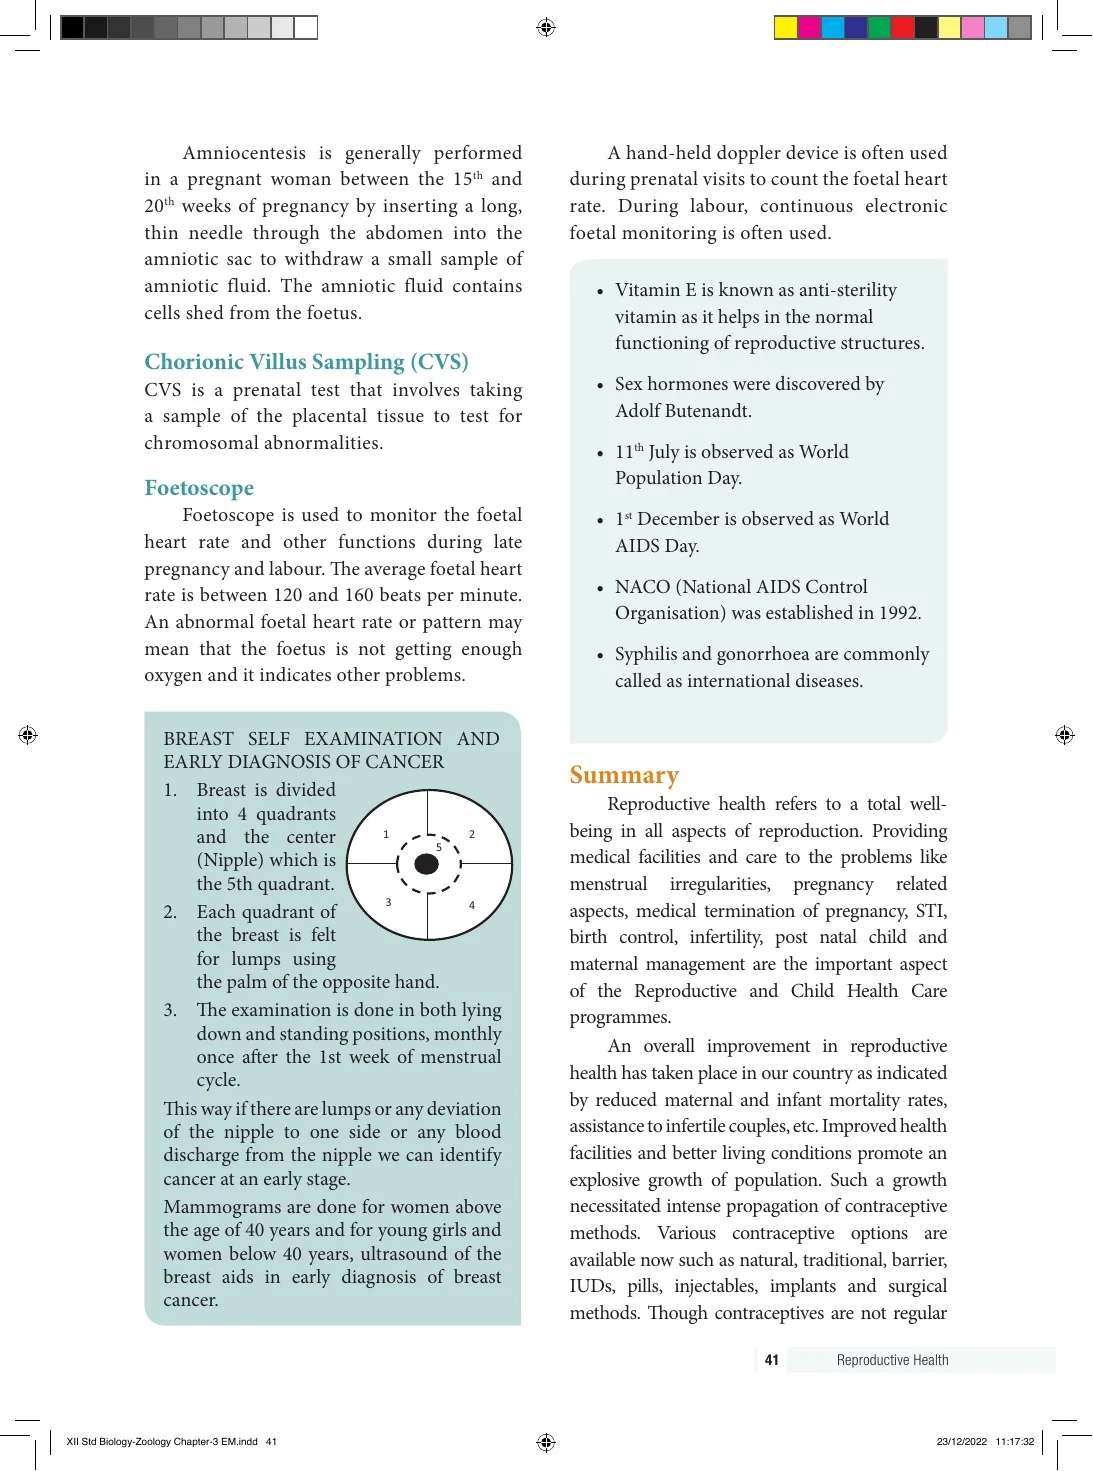 Amniocentesis is generally performed
in a pregnant woman between the 15th and
20th weeks of pregnancy by inserting a long,
thin needle through the abdomen into the
amniotic sac to withdraw a small sample of
amniotic fluid. The amniotic fluid contains
cells shed from the foetus.
Chorionic Villus Sampling (CVS)
CVS is a prenatal test that involves taking
a sample of the placental tissue to test for
chromosomal abnormalities.
Foetoscope
Foetoscope is used to monitor the foetal
heart rate and other functions during late
pregnancy and labour. The average foetal heart
rate is between 120 and 160 beats per minute.
An abnormal foetal heart rate or pattern may
mean that the foetus is not getting enough
oxygen and it indicates other problems.
BREAST SELF EXAMINATION AND
EARLY DIAGNOSIS OF CANCER
1. Breast is divided
into 4 quadrants
and the center
(Nipple) which is
the 5th quadrant.
2. Each quadrant of
the breast is felt
for lumps using
the palm of the opposite hand.
1
2
5
3
4
3. The examination is done in both lying
down and standing positions, monthly
once after the 1st week of menstrual
cycle.
This way if there are lumps or any deviation
of the nipple to one side or any blood
discharge from the nipple we can identify
cancer at an early stage.
Mammograms are done for women above
the age of 40 years and for young girls and
women below 40 years, ultrasound of the
breast aids in early diagnosis of breast
cancer.
A hand-held doppler device is often used
during prenatal visits to count the foetal heart
rate. During labour, continuous electronic
foetal monitoring is often used.
• Vitamin E is known as anti-sterility
vitamin as it helps in the normal
functioning of reproductive structures.
• Sex hormones were discovered by
Adolf Butenandt.
• 11th July is observed as World
Population Day.
• 1st December is observed as World
AIDS Day.
• NACO (National AIDS Control
Organisation) was established in 1992.
• Syphilis and gonorrhoea are commonly
called as international diseases.
Summary
Reproductive health refers to a total well-
being in all aspects of reproduction. Providing
medical facilities and care to the problems like
menstrual irregularities, pregnancy related
aspects, medical termination of pregnancy, STI,
birth control, infertility, post natal child and
maternal management are the important aspect
of the Reproductive and Child Health Care
programmes.
An overall improvement in reproductive
health has taken place in our country as indicated
by reduced maternal and infant mortality rates,
assistance to infertile couples, etc. Improved health
facilities and better living conditions promote an
explosive growth of population. Such a growth
necessitated intense propagation of contraceptive
methods. Various contraceptive options are
available now such as natural, traditional, barrier,
IUDs, pills, injectables, implants and surgical
methods. Though contraceptives are not regular
41 Reproductive Health
XII Std Biology-Zoology Chapter-3 EM.indd 41
23/12/2022 11:17:32